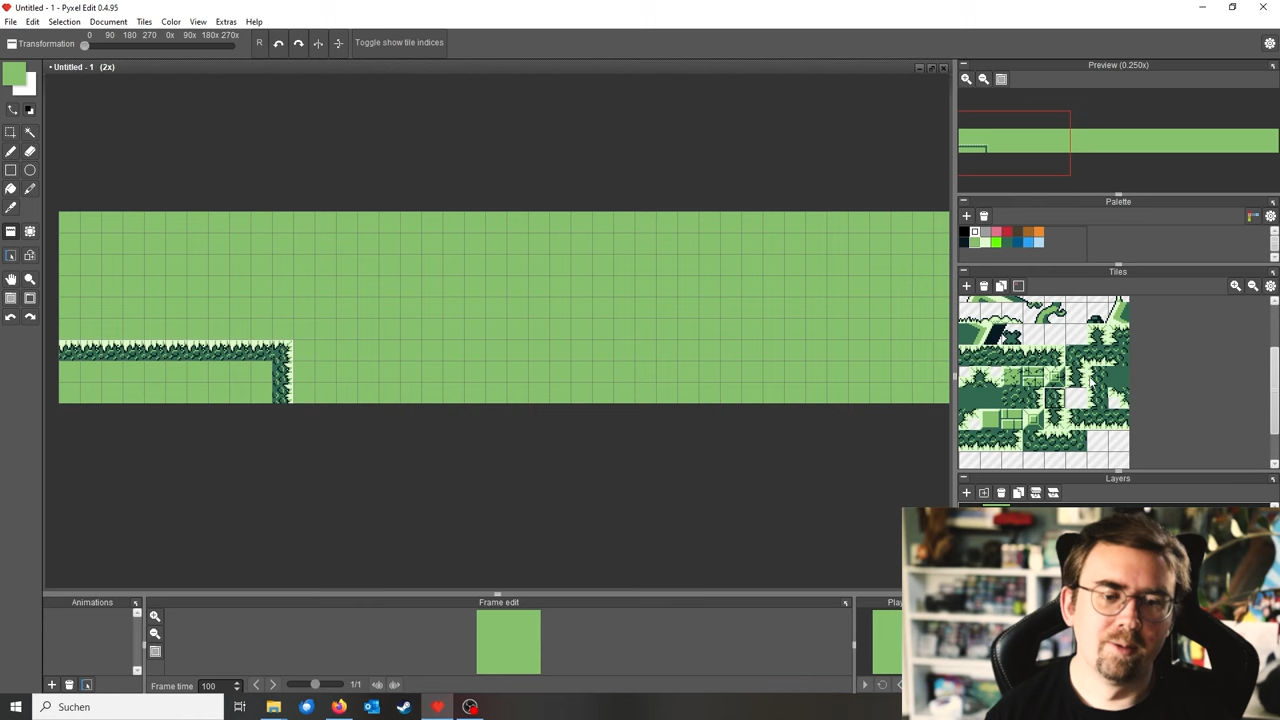 Untitled - 1 - Pyxel Edit 0.4.95
File Edit Selection Document Tiles Color View Extras Help
Transformation
0 90 180 270 0x 90x 180x 270x
R
Toggle show tile indices
• Untitled - 1 (2x)
Preview (0.250x)
Palette
Tiles
Layers
Animations
Frame edit
Frame time 100
1/1
Suchen